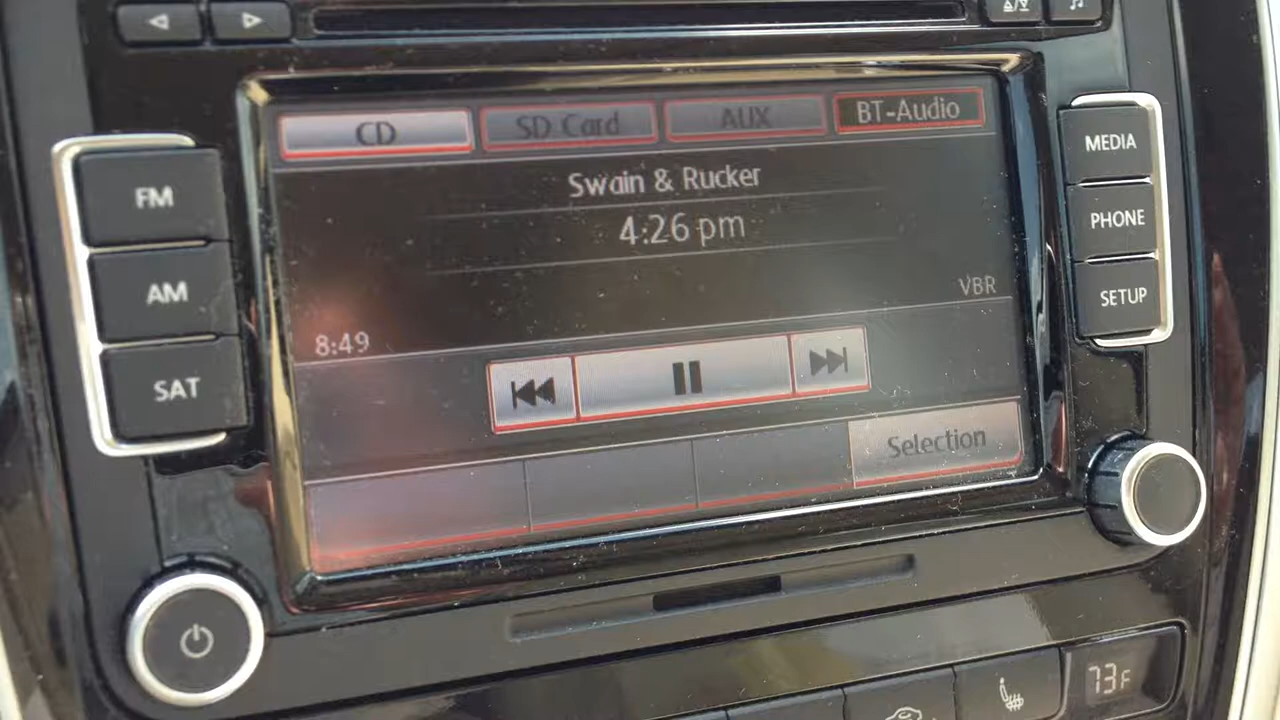 CD SD Card AUX BT-Audio
Swain & Rucker
4:26 pm
VBR
8:49
Selection
FM
AM
SAT
MEDIA
PHONE
SETUP
73F